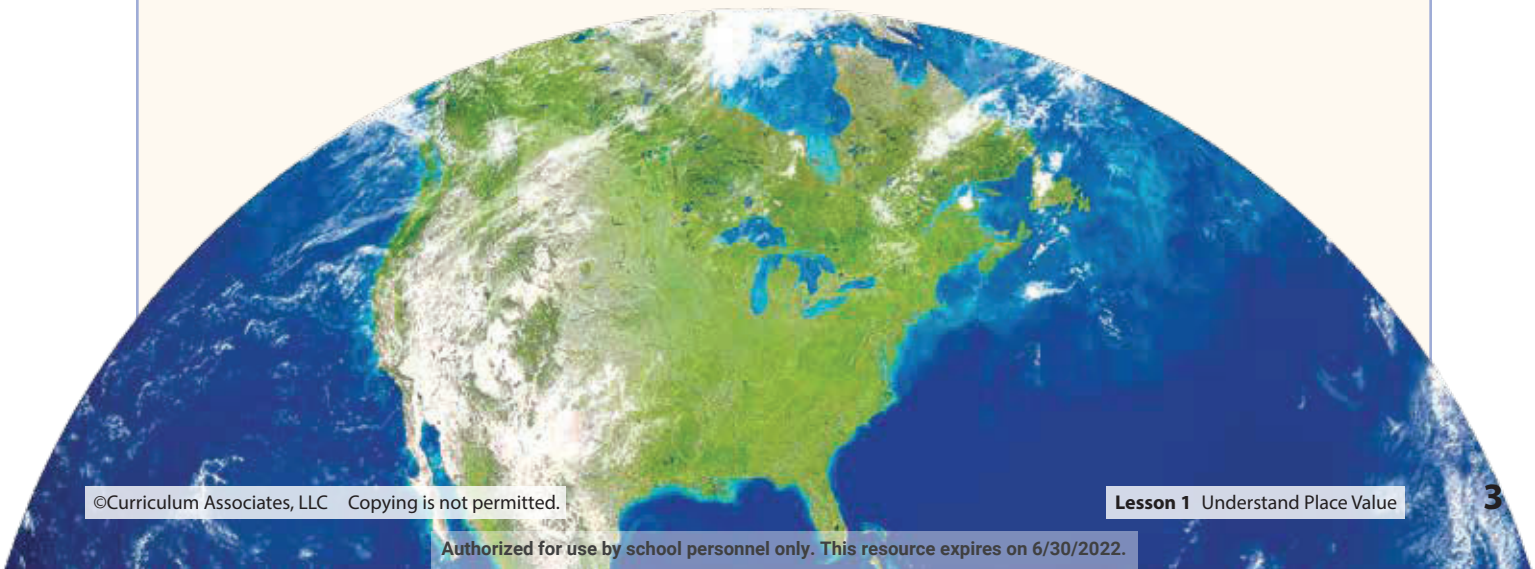 ©Curriculum Associates, LLC Copying is not permitted.
Lesson 1 Understand Place Value 3
Authorized for use by school personnel only. This resource expires on 6/30/2022.